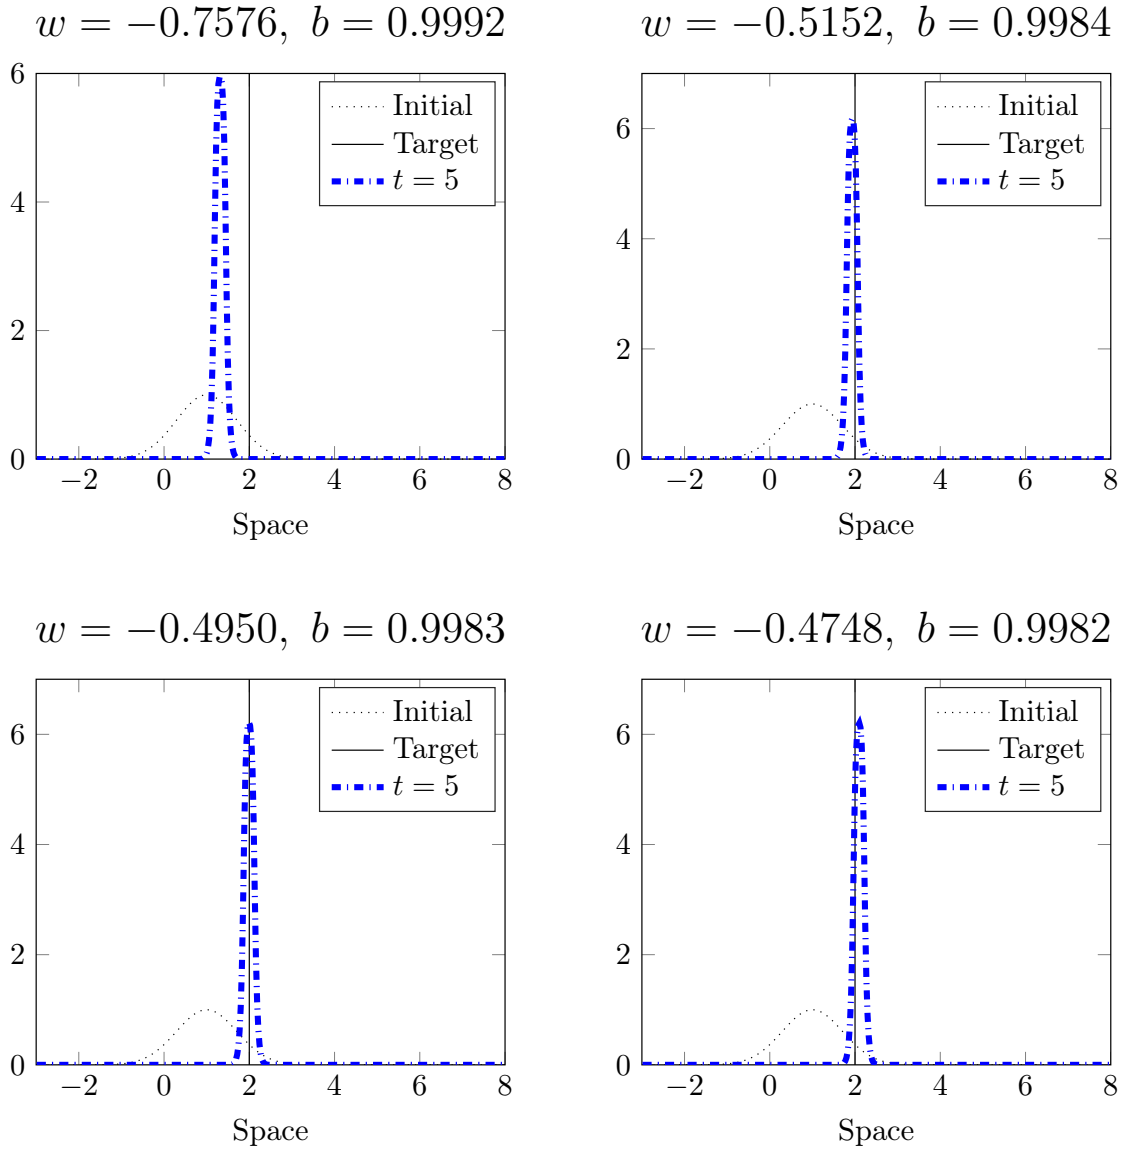 w = −0.7576, b = 0.9992
6
4
2
0
Initial
Target
t = 5
−2 0 2 4 6 8
Space
w = −0.5152, b = 0.9984
6
4
2
0
Initial
Target
t = 5
−2 0 2 4 6 8
Space
w = −0.4950, b = 0.9983
6
4
2
0
Initial
Target
t = 5
−2 0 2 4 6 8
Space
w = −0.4748, b = 0.9982
6
4
2
0
Initial
Target
t = 5
−2 0 2 4 6 8
Space